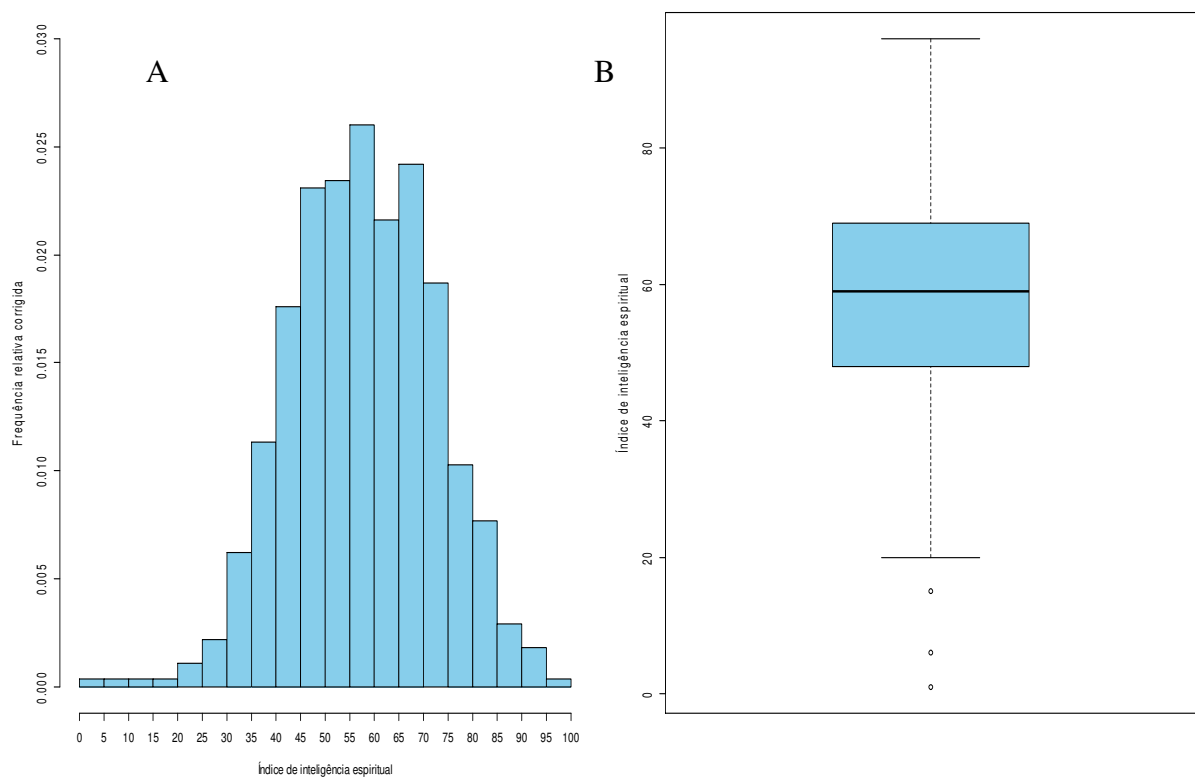 A
Frequência relativa corrigida
0.030
0.025
0.020
0.015
0.010
0.005
0.000
0 5 10 15 20 25 30 35 40 45 50 55 60 65 70 75 80 85 90 95 100
Índice de inteligência espiritual
B
Índice de inteligência espiritual
80
60
40
20
0